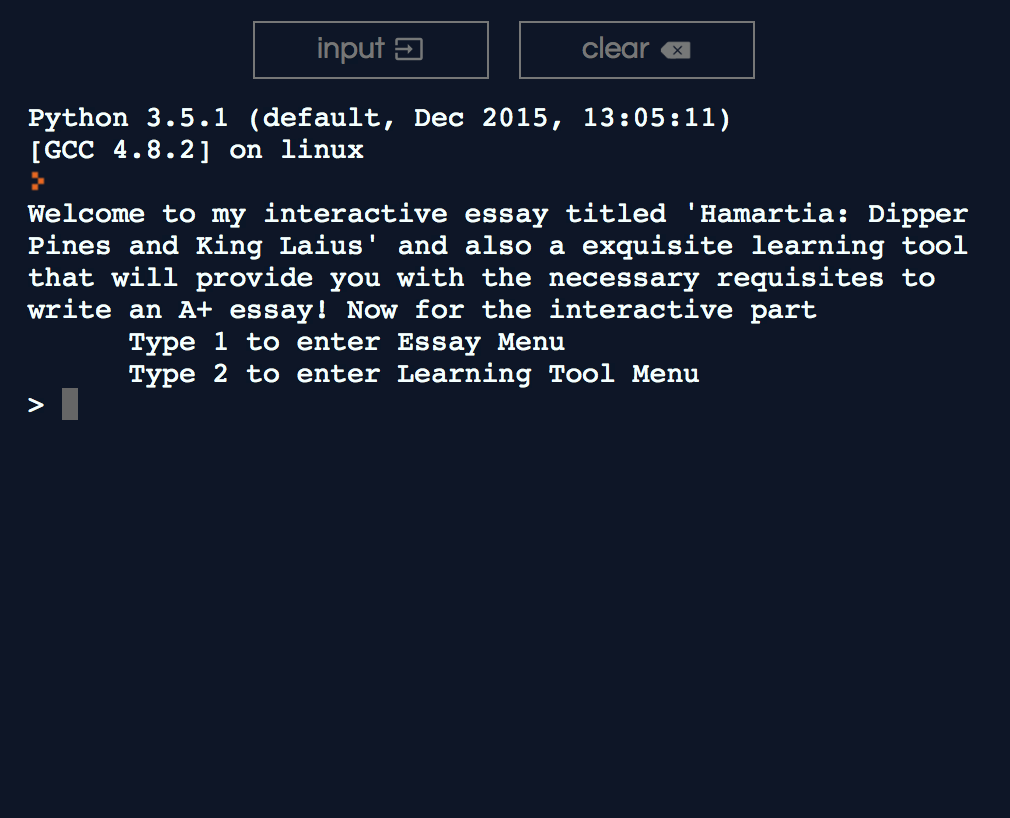 input clear
Python 3.5.1 (default, Dec 2015, 13:05:11)
[GCC 4.8.2] on linux
Welcome to my interactive essay titled 'Hamartia: Dipper
Pines and King Laius' and also a exquisite learning tool
that will provide you with the necessary requisites to
write an A+ essay! Now for the interactive part
Type 1 to enter Essay Menu
Type 2 to enter Learning Tool Menu
>